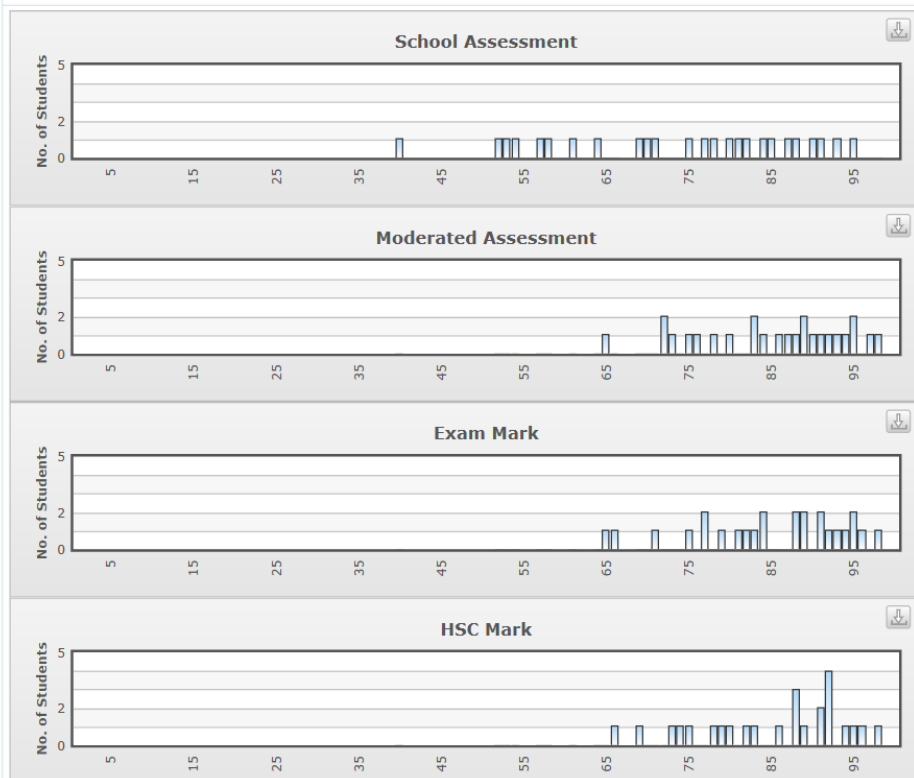 School Assessment
No. of Students
5
2
0
5 15 25 35 45 55 65 75 85 95
Moderated Assessment
No. of Students
5
2
0
5 15 25 35 45 55 65 75 85 95
Exam Mark
No. of Students
5
2
0
5 15 25 35 45 55 65 75 85 95
HSC Mark
No. of Students
5
2
0
5 15 25 35 45 55 65 75 85 95